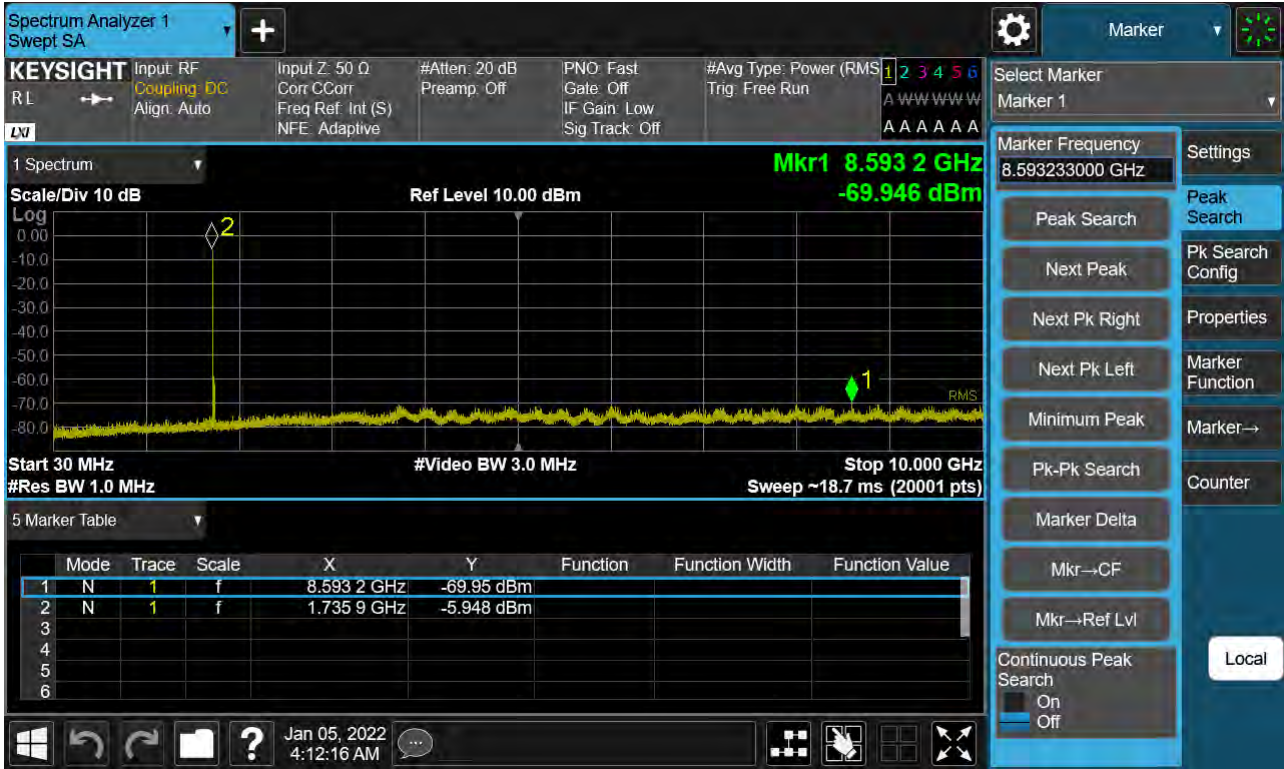 Spectrum Analyzer 1
Swept SA
+
Marker
KEYSIGHT
R L
LXI
Input: RF
Coupling: DC
Align: Auto
Input Z: 50 Ω
Corr CCorr
Freq Ref: Int (S)
NFE: Adaptive
#Atten: 20 dB
Preamp: Off
PNO: Fast
Gate: Off
IF Gain: Low
Sig Track: Off
#Avg Type: Power (RMS
Trig: Free Run
1 2 3 4 5 6
A W W W W W
A A A A A A
Select Marker
Marker 1
1 Spectrum
Mkr1 8.593 2 GHz
Scale/Div 10 dB
Ref Level 10.00 dBm
-69.946 dBm
Log
0.00
-10.0
-20.0
-30.0
-40.0
-50.0
-60.0
-70.0
-80.0
2
1
RMS
Start 30 MHz
#Video BW 3.0 MHz
Stop 10.000 GHz
#Res BW 1.0 MHz
Sweep ~18.7 ms (20001 pts)
5 Marker Table
Mode Trace Scale X Y Function Function Width Function Value
1 N 1 f 8.593 2 GHz -69.95 dBm
2 N 1 f 1.735 9 GHz -5.948 dBm
3
4
5
6
Marker Frequency
8.593233000 GHz
Peak Search
Next Peak
Next Pk Right
Next Pk Left
Minimum Peak
Pk-Pk Search
Marker Delta
Mkr→CF
Mkr→Ref Lvl
Continuous Peak
Search
On
Off
Settings
Peak
Search
Pk Search
Config
Properties
Marker
Function
Marker→
Counter
Local
?
Jan 05, 2022
4:12:16 AM